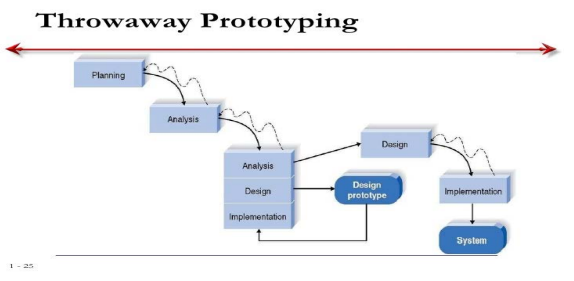 Throwaway Prototyping
Planning
Analysis
Analysis
Design
Implementation
Design
prototype
Design
Implementation
System
1 - 25